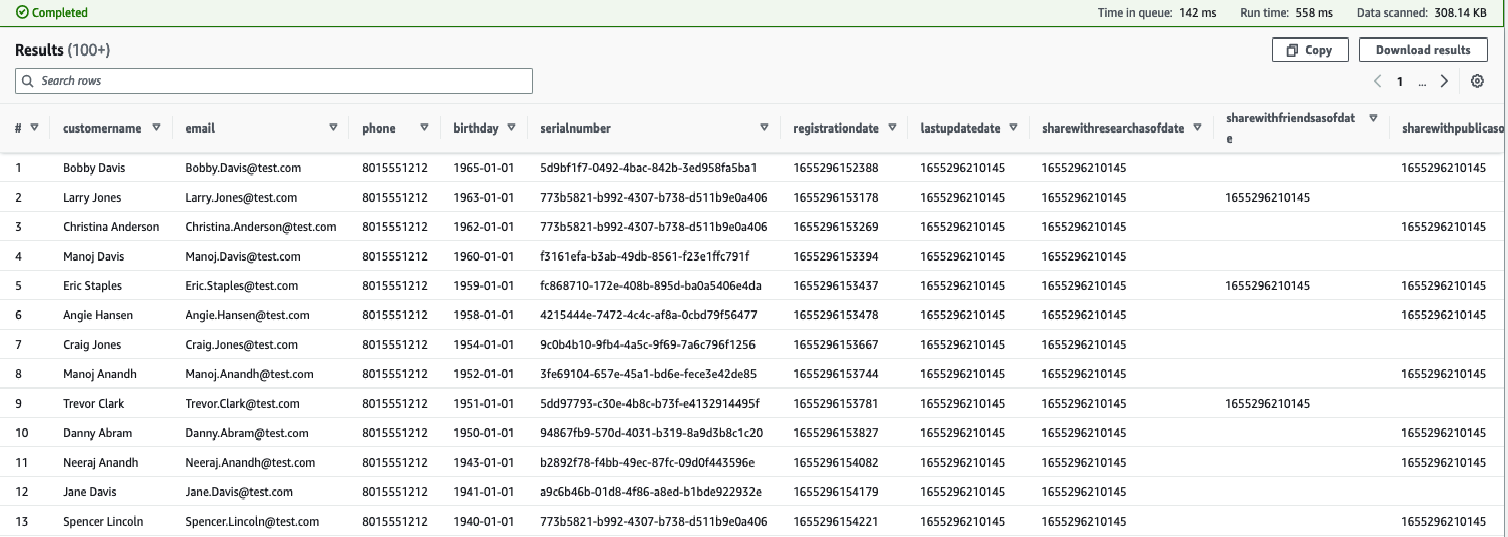 Completed Time in queue: 142 ms Run time: 558 ms Data scanned: 308.14 KB
Results (100+) Copy Download results
Search rows 1 ...
# customername email phone birthday serialnumber registrationdate lastupdatedate sharewithresearchasofdate sharewithfriendsasofdat sharewithpublicaso
e
1 Bobby Davis Bobby.Davis@test.com 8015551212 1965-01-01 5d9bf1f7-0492-4bac-842b-3ed958fa5ba1 1655296152388 1655296210145 1655296210145 1655296210145
2 Larry Jones Larry.Jones@test.com 8015551212 1963-01-01 773b5821-b992-4307-b738-d511b9e0a406 1655296153178 1655296210145 1655296210145 1655296210145
3 Christina Anderson Christina.Anderson@test.com 8015551212 1962-01-01 773b5821-b992-4307-b738-d511b9e0a406 1655296153269 1655296210145 1655296210145 1655296210145
4 Manoj Davis Manoj.Davis@test.com 8015551212 1960-01-01 f3161efa-b3ab-49db-8561-f23e1ffc791f 1655296153394 1655296210145 1655296210145
5 Eric Staples Eric.Staples@test.com 8015551212 1959-01-01 fc868710-172e-408b-895d-ba0a5406e4da 1655296153437 1655296210145 1655296210145 1655296210145 1655296210145
6 Angie Hansen Angie.Hansen@test.com 8015551212 1958-01-01 4215444e-7472-4c4c-af8a-0cbd79f56477 1655296153478 1655296210145 1655296210145 1655296210145
7 Craig Jones Craig.Jones@test.com 8015551212 1954-01-01 9c0b4b10-9fb4-4a5c-9f69-7a6c796f1256 1655296153667 1655296210145 1655296210145
8 Manoj Anandh Manoj.Anandh@test.com 8015551212 1952-01-01 3fe69104-657e-45a1-bd6e-fece3e42de85 1655296153744 1655296210145 1655296210145 1655296210145
9 Trevor Clark Trevor.Clark@test.com 8015551212 1951-01-01 5dd97793-c30e-4b8c-b73f-e4132914495f 1655296153781 1655296210145 1655296210145 1655296210145
10 Danny Abram Danny.Abram@test.com 8015551212 1950-01-01 94867fb9-570d-4031-b319-8a9d3b8c1c20 1655296153827 1655296210145 1655296210145 1655296210145
11 Neeraj Anandh Neeraj.Anandh@test.com 8015551212 1943-01-01 b2892f78-f4bb-49ec-87fc-09d0f443596e 1655296154082 1655296210145 1655296210145 1655296210145
12 Jane Davis Jane.Davis@test.com 8015551212 1941-01-01 a9c6b46b-01d8-4f86-a8ed-b1bde922932e 1655296154179 1655296210145 1655296210145
13 Spencer Lincoln Spencer.Lincoln@test.com 8015551212 1940-01-01 773b5821-b992-4307-b738-d511b9e0a406 1655296154221 1655296210145 1655296210145 1655296210145